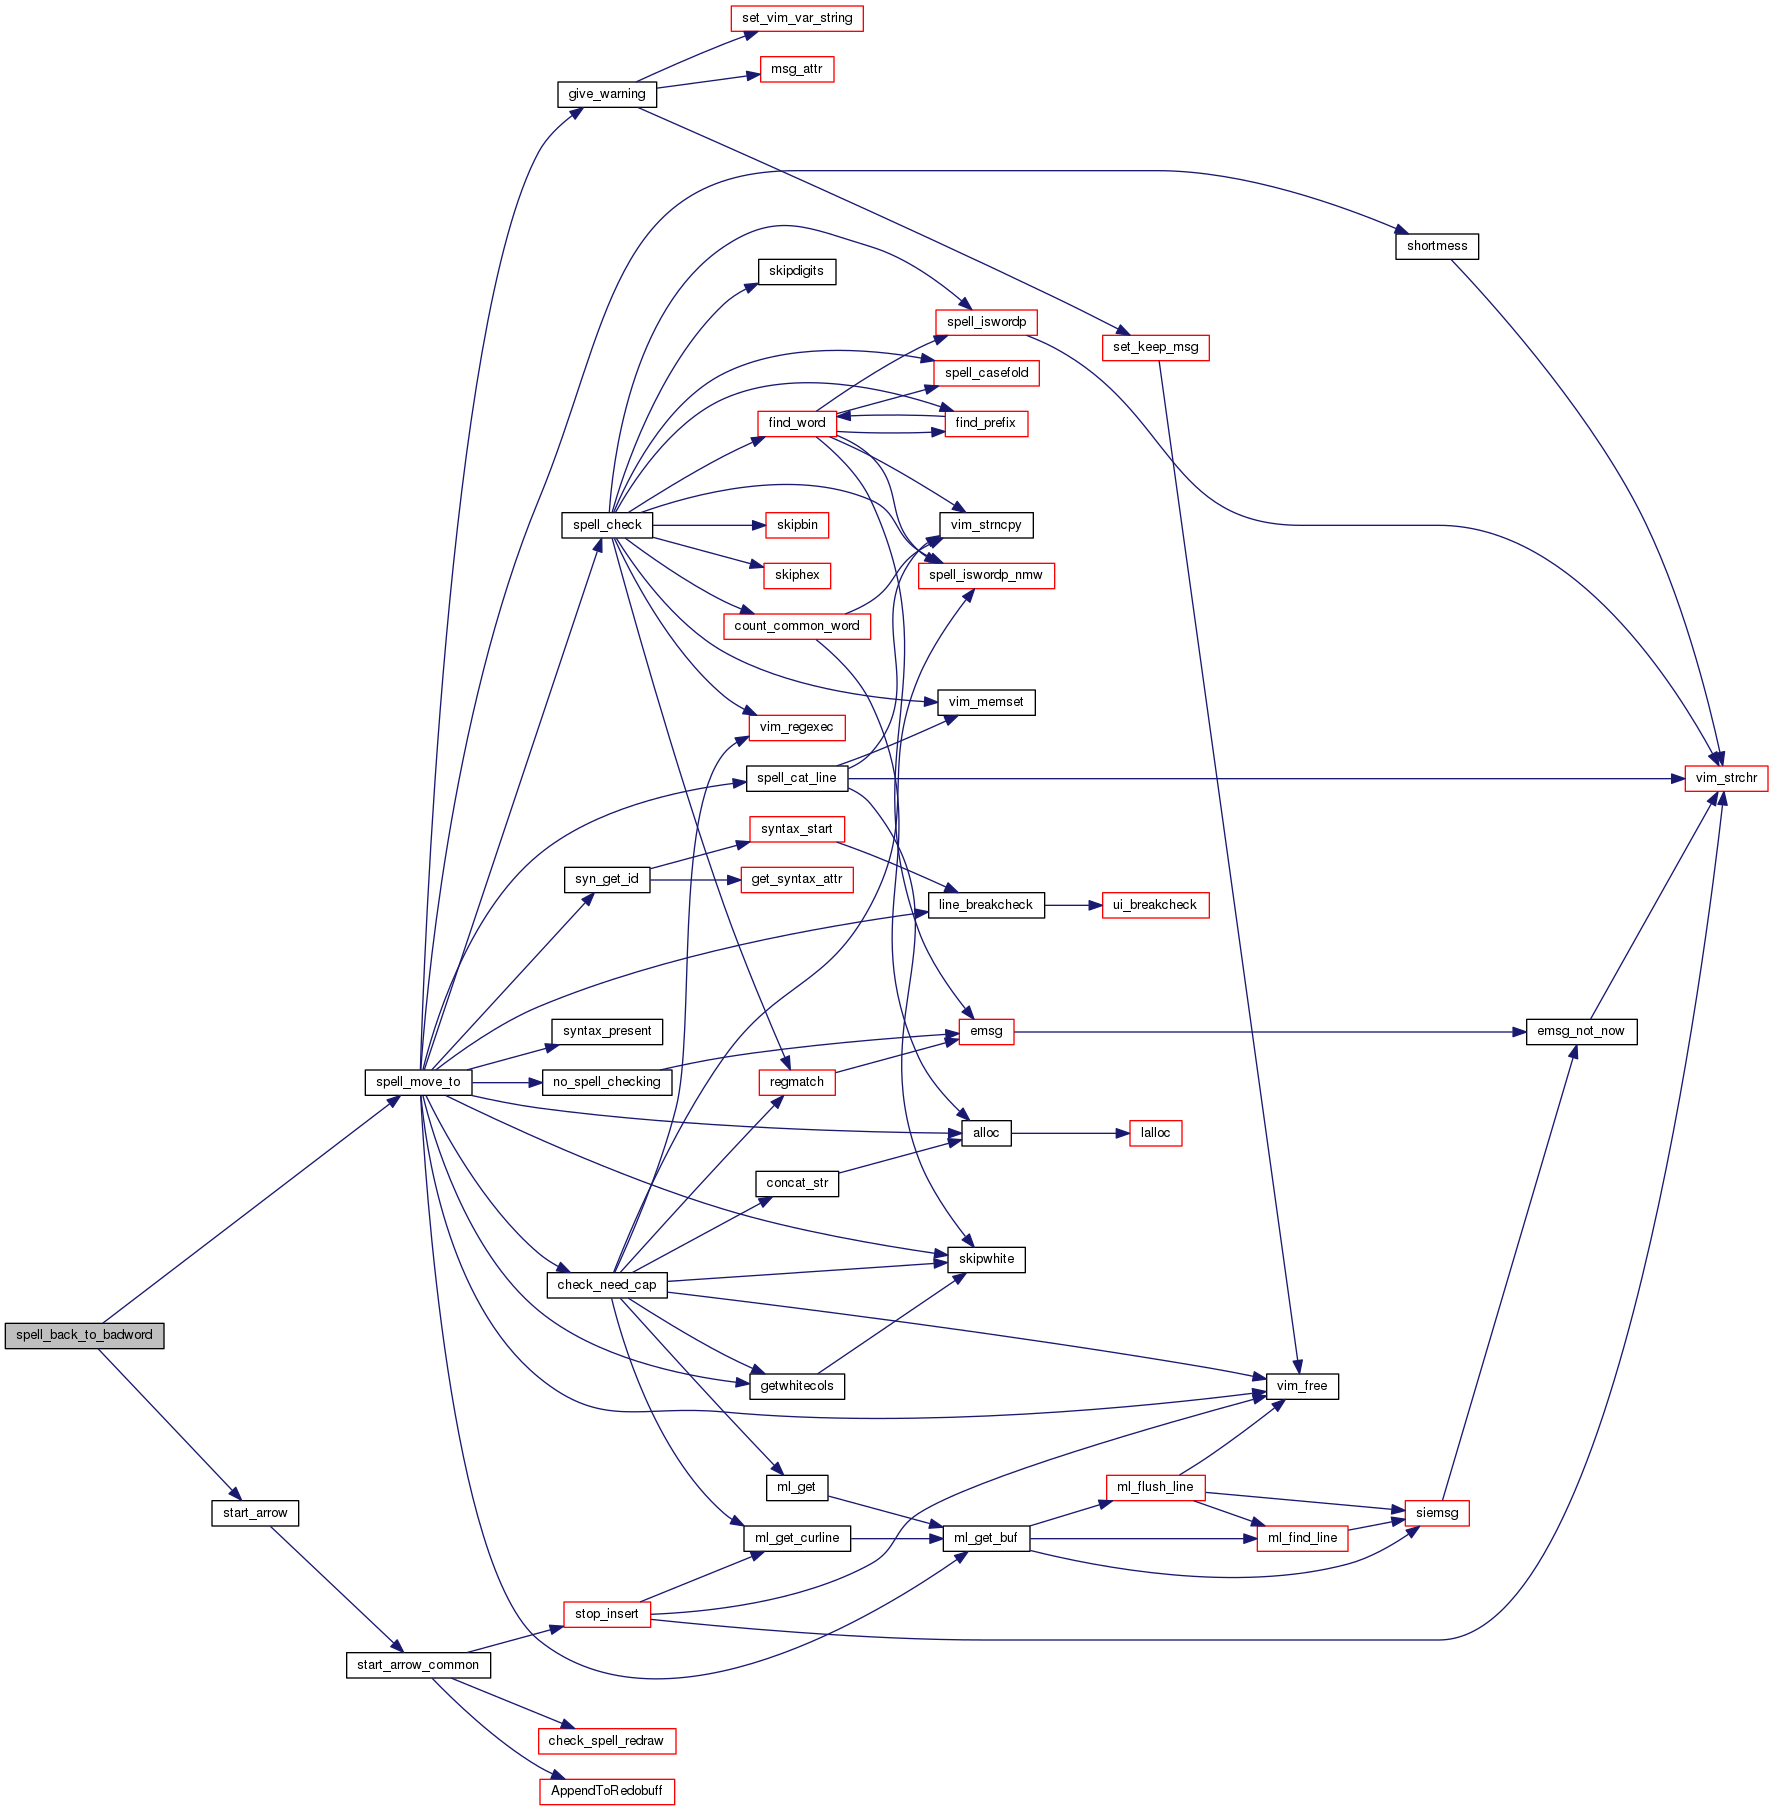 set_vim_var_string
msg_attr
give_warning
shortmess
skipdigits
spell_iswordp
set_keep_msg
spell_casefold
find_word
find_prefix
spell_check
skipbin
vim_strncpy
skiphex
spell_iswordp_nmw
count_common_word
vim_memset
vim_regexec
spell_cat_line
vim_strchr
syntax_start
syn_get_id
get_syntax_attr
line_breakcheck
ui_breakcheck
syntax_present
emsg
emsg_not_now
spell_move_to
no_spell_checking
regmatch
alloc
lalloc
concat_str
skipwhite
check_need_cap
spell_back_to_badword
getwhitecols
vim_free
ml_get
ml_flush_line
start_arrow
siemsg
ml_get_curline
ml_get_buf
ml_find_line
stop_insert
start_arrow_common
check_spell_redraw
AppendToRedobuff